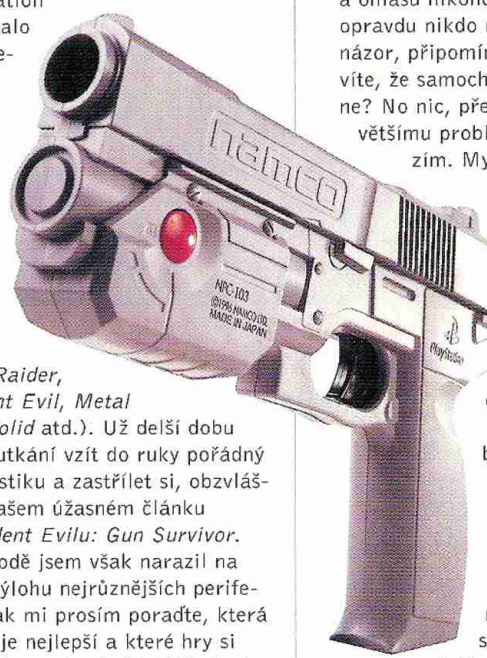 alo
e-
Raider,
nt Evil, Metal
olid atd.). Už delší dobu
utkání vzít do ruky pořádný
stiku a zastřílet si, obzvláš-
ašem úžasném článku
dent Evilu: Gun Survivor.
odě jsem však narazil na
ýlohu nejrůznějších perife-
ak mi prosím poraďte, která
je nejlepší a které hry si
opravdu nikdo
názor, připomín
víte, že samoch
ne? No nic, pře
většímu probl
zím. My
namco
NPC-103
©1996 NAMCO LTD.
MADE IN JAPAN
PlayStation